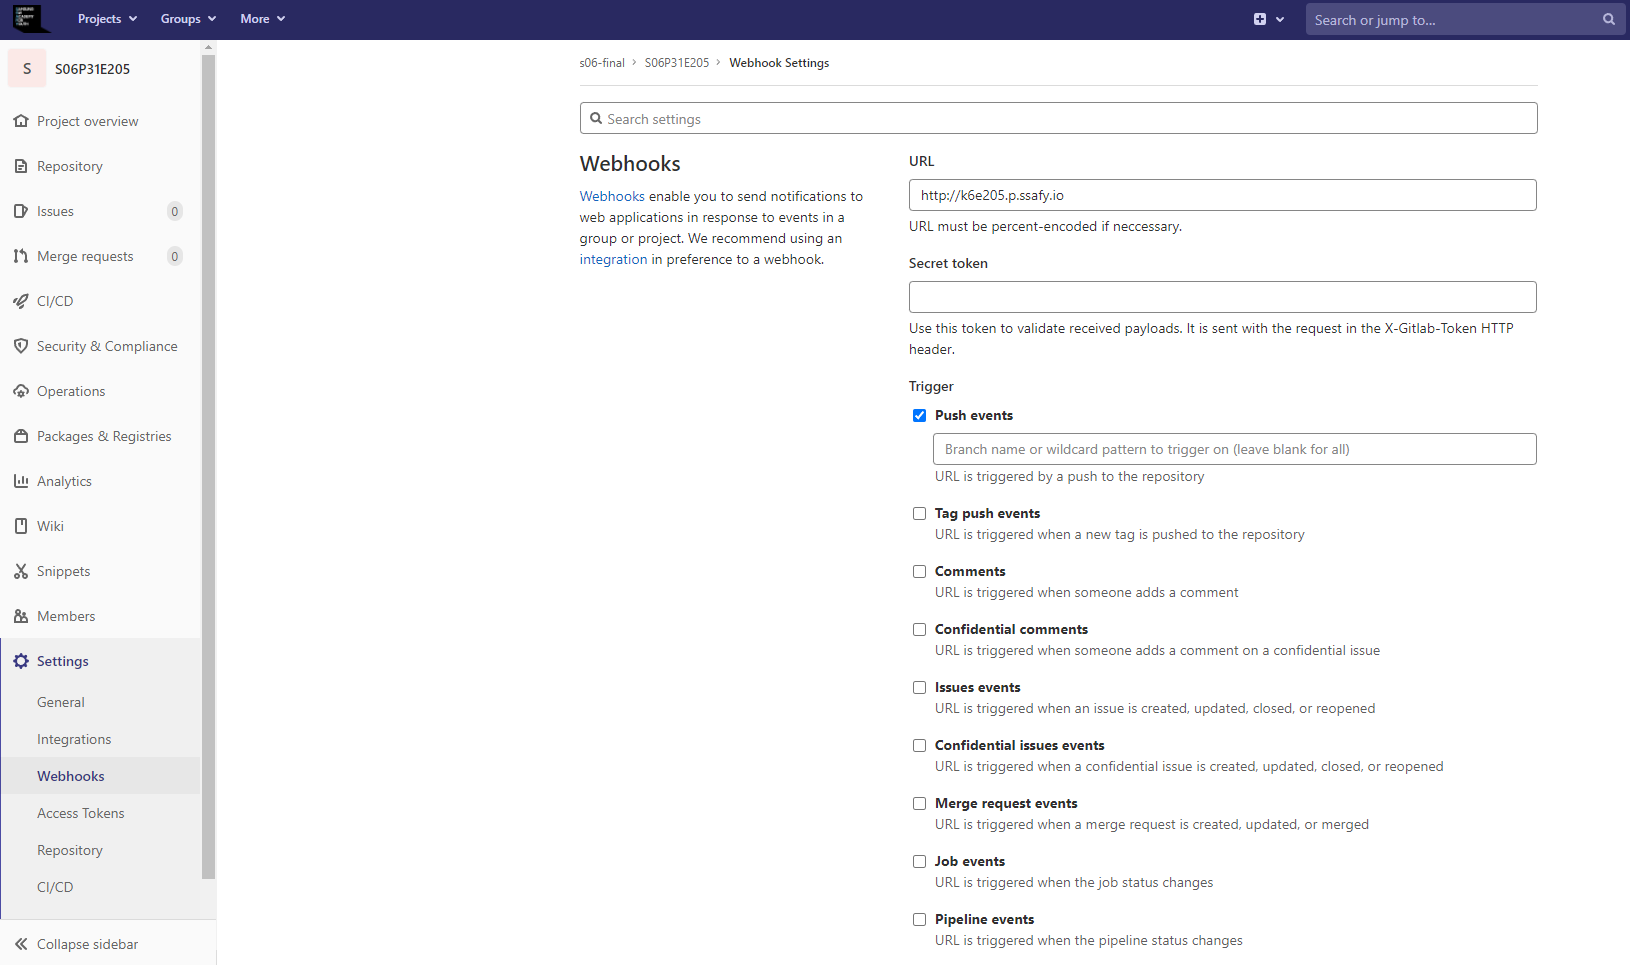 Projects
Groups
More
Search or jump to...
S
S06P31E205
Project overview
Repository
Issues 0
Merge requests 0
CI/CD
Security & Compliance
Operations
Packages & Registries
Analytics
Wiki
Snippets
Members
Settings
General
Integrations
Webhooks
Access Tokens
Repository
CI/CD
Collapse sidebar
s06-final › S06P31E205 › Webhook Settings
Search settings
Webhooks
Webhooks enable you to send notifications to
web applications in response to events in a
group or project. We recommend using an
integration in preference to a webhook.
URL
http://k6e205.p.ssafy.io
URL must be percent-encoded if neccessary.
Secret token
Use this token to validate received payloads. It is sent with the request in the X-Gitlab-Token HTTP
header.
Trigger
Push events
Branch name or wildcard pattern to trigger on (leave blank for all)
URL is triggered by a push to the repository
Tag push events
URL is triggered when a new tag is pushed to the repository
Comments
URL is triggered when someone adds a comment
Confidential comments
URL is triggered when someone adds a comment on a confidential issue
Issues events
URL is triggered when an issue is created, updated, closed, or reopened
Confidential issues events
URL is triggered when a confidential issue is created, updated, closed, or reopened
Merge request events
URL is triggered when a merge request is created, updated, or merged
Job events
URL is triggered when the job status changes
Pipeline events
URL is triggered when the pipeline status changes